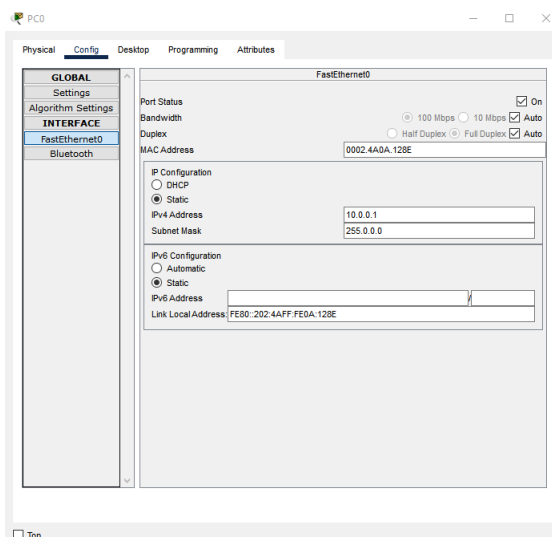 PC0
Physical Config Desktop Programming Attributes
GLOBAL
Settings
Algorithm Settings
INTERFACE
FastEthernet0
Bluetooth
FastEthernet0
Port Status On
Bandwidth 100 Mbps 10 Mbps Auto
Duplex Half Duplex Full Duplex Auto
MAC Address 0002.4A0A.128E
IP Configuration
DHCP
Static
IPv4 Address 10.0.0.1
Subnet Mask 255.0.0.0
IPv6 Configuration
Automatic
Static
IPv6 Address /
Link Local Address: FE80::202:4AFF:FE0A:128E
Top